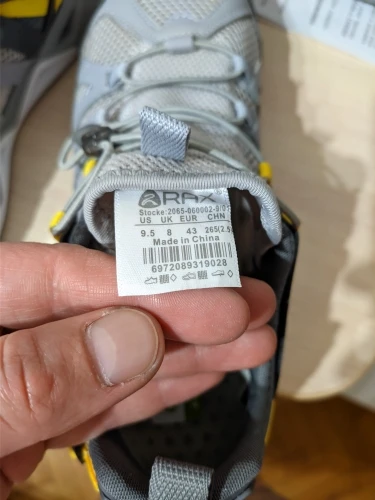 RAX
US UK EUR CHN
9.5 8 43 265(2.5)
Made in China
6972089319028